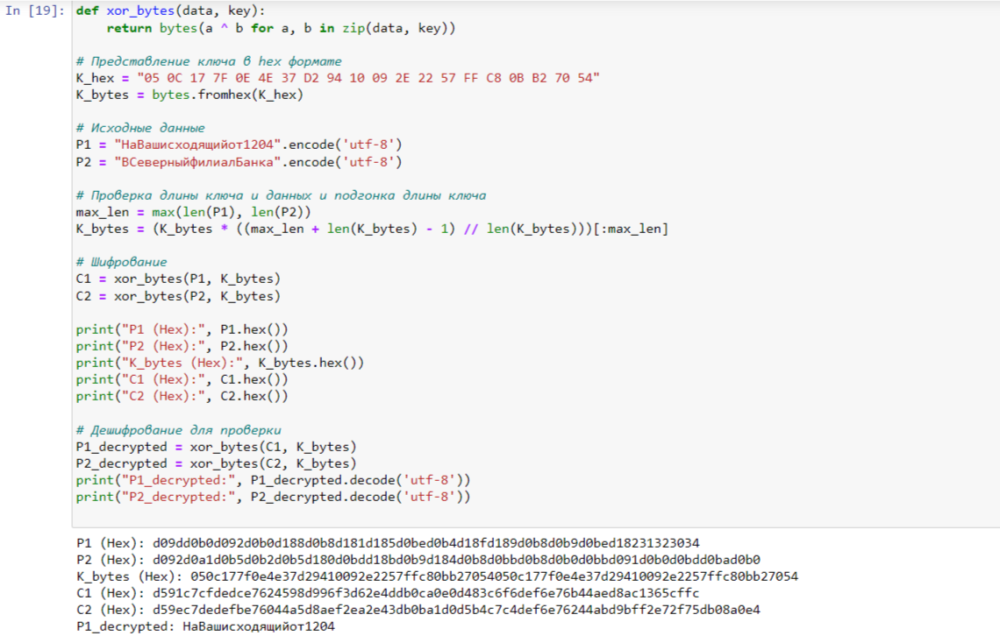 In [19]: def xor_bytes(data, key):
return bytes(a ^ b for a, b in zip(data, key))
# Представление ключа в hex формате
K_hex = "05 0C 17 7F 0E 4E 37 D2 94 10 09 2E 22 57 FF C8 0B B2 70 54"
K_bytes = bytes.fromhex(K_hex)
# Исходные данные
P1 = "НаВашисходящийот1204".encode('utf-8')
P2 = "ВСеверныйфилиалБанка".encode('utf-8')
# Проверка длины ключа и данных и подгонка длины ключа
max_len = max(len(P1), len(P2))
K_bytes = (K_bytes * ((max_len + len(K_bytes) - 1) // len(K_bytes)))[:max_len]
# Шифрование
C1 = xor_bytes(P1, K_bytes)
C2 = xor_bytes(P2, K_bytes)
print("P1 (Hex):", P1.hex())
print("P2 (Hex):", P2.hex())
print("K_bytes (Hex):", K_bytes.hex())
print("C1 (Hex):", C1.hex())
print("C2 (Hex):", C2.hex())
# Дешифрование для проверки
P1_decrypted = xor_bytes(C1, K_bytes)
P2_decrypted = xor_bytes(C2, K_bytes)
print("P1_decrypted:", P1_decrypted.decode('utf-8'))
print("P2_decrypted:", P2_decrypted.decode('utf-8'))
P1 (Hex): d09dd0b0d092d0b0d188d0b8d181d185d0bed0b4d18fd189d0b8d0b9d0bed18231323034
P2 (Hex): d092d0a1d0b5d0b2d0b5d180d0bdd18bd0b9d184d0b8d0bbd0b8d0b0d0bbd091d0b0d0bdd0bad0b0
K_bytes (Hex): 050c177f0e4e37d29410092e2257ffc80bb27054050c177f0e4e37d29410092e2257ffc80bb27054
C1 (Hex): d591c7cfdedce7624598d996f3d62e4ddb0ca0e0d483c6f6def6e76b44aed8ac1365cffc
C2 (Hex): d59ec7dedefbe76044a5d8aef2ea2e43db0ba1d0d5b4c7c4def6e76244abd9bff2e72f75db08a0e4
P1_decrypted: НаВашисходящийот1204